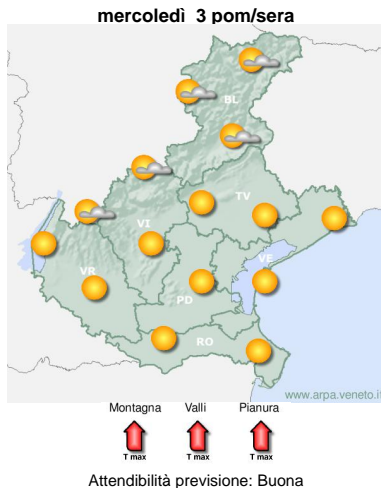 mercoledì 3 pom/sera
BL
TV
VI
VE
VR
PD
RO
www.arpa.veneto.it
Montagna Valli Pianura
T max T max T max
Attendibilità previsione: Buona